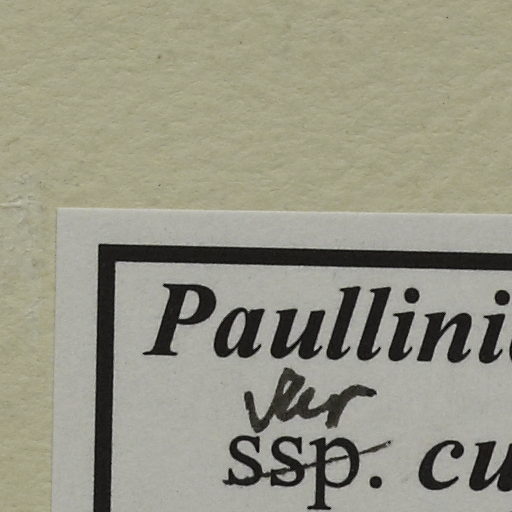 Paullini
var
ssp. cu